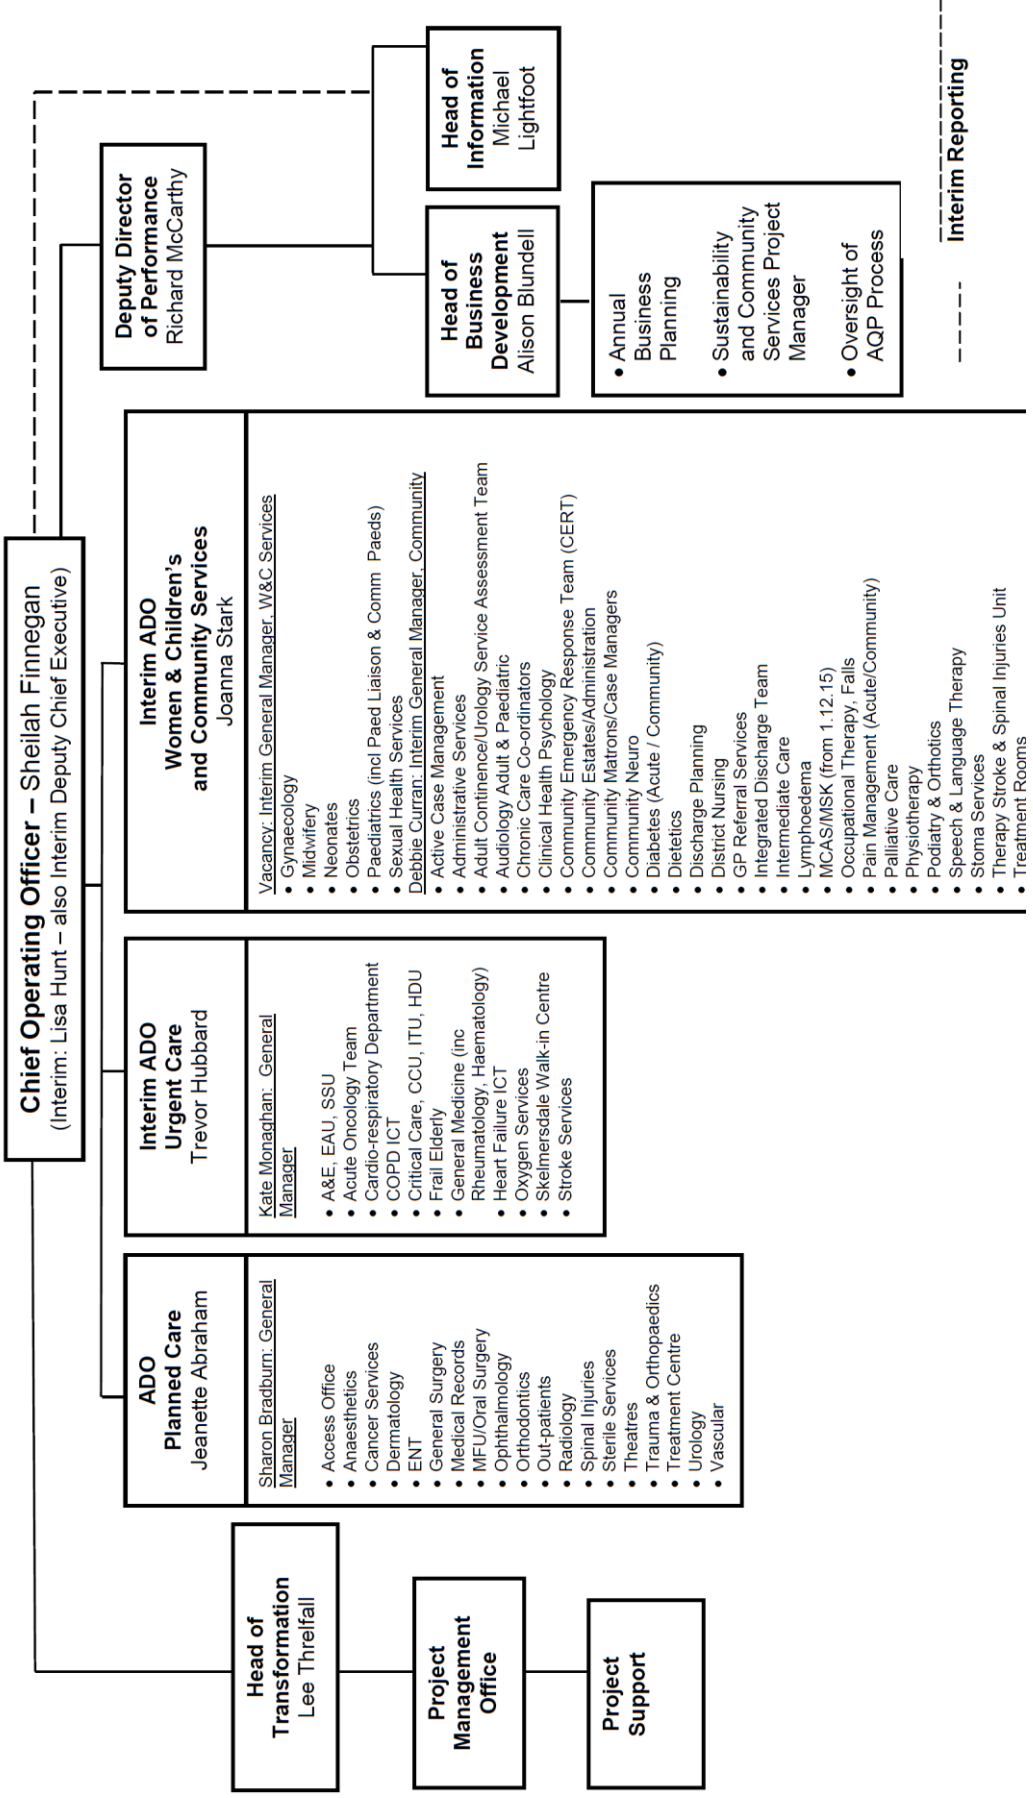 Chief Operating Officer – Sheilah Finnegan
(Interim: Lisa Hunt – also Interim Deputy Chief Executive)
Head of
Transformation
Lee Threlfall
Project
Management
Office
Project
Support
ADO
Planned Care
Jeanette Abraham
Sharon Bradburn: General
Manager
• Access Office
• Anaesthetics
• Cancer Services
• Dermatology
• ENT
• General Surgery
• Medical Records
• MFU/Oral Surgery
• Ophthalmology
• Orthodontics
• Out-patients
• Radiology
• Spinal Injuries
• Sterile Services
• Theatres
• Trauma & Orthopaedics
• Treatment Centre
• Urology
• Vascular
Interim ADO
Urgent Care
Trevor Hubbard
Kate Monaghan: General
Manager
• A&E, EAU, SSU
• Acute Oncology Team
• Cardio-respiratory Department
• COPD ICT
• Critical Care, CCU, ITU, HDU
• Frail Elderly
• General Medicine (inc
Rheumatology, Haematology)
• Heart Failure ICT
• Oxygen Services
• Skelmersdale Walk-in Centre
• Stroke Services
Interim ADO
Women & Children's
and Community Services
Joanna Stark
Vacancy: Interim General Manager, W&C Services
• Gynaecology
• Midwifery
• Neonates
• Obstetrics
• Paediatrics (incl Paed Liaison & Comm Paeds)
• Sexual Health Services
Debbie Curran: Interim General Manager, Community
• Active Case Management
• Administrative Services
• Adult Continence/Urology Service Assessment Team
• Audiology Adult & Paediatric
• Chronic Care Co-ordinators
• Clinical Health Psychology
• Community Emergency Response Team (CERT)
• Community Estates/Administration
• Community Matrons/Case Managers
• Community Neuro
• Diabetes (Acute / Community)
• Dietetics
• Discharge Planning
• District Nursing
• GP Referral Services
• Integrated Discharge Team
• Intermediate Care
• Lymphoedema
• MCAS/MSK (from 1.12.15)
• Occupational Therapy, Falls
• Pain Management (Acute/Community)
• Palliative Care
• Physiotherapy
• Podiatry & Orthotics
• Speech & Language Therapy
• Stoma Services
• Therapy Stroke & Spinal Injuries Unit
• Treatment Rooms
Deputy Director
of Performance
Richard McCarthy
Head of
Business
Development
Alison Blundell
• Annual
Business
Planning
• Sustainability
and Community
Services Project
Manager
• Oversight of
AQP Process
Head of
Information
Michael
Lightfoot
Interim Reporting